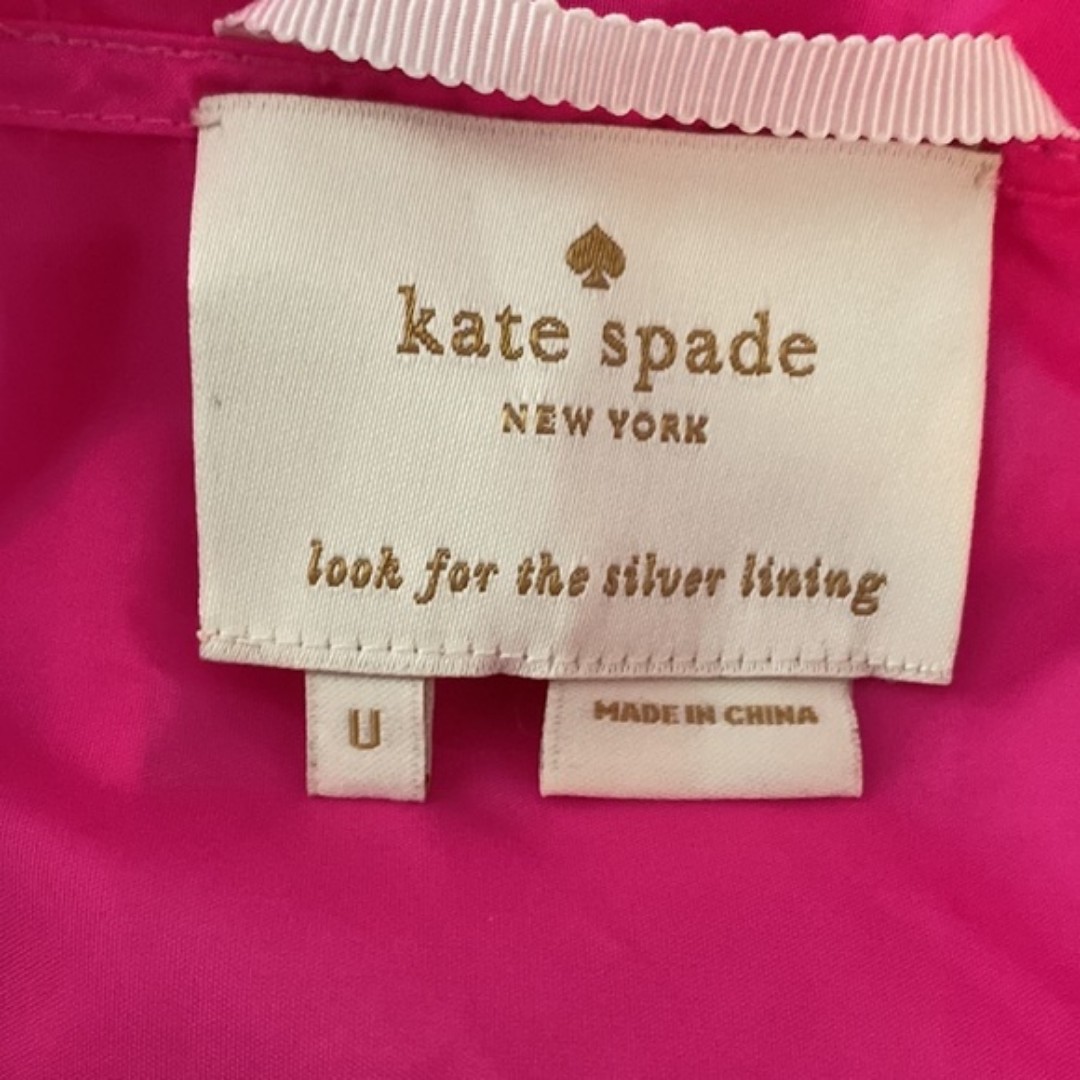 kate spade
NEW YORK
look for the silver lining
U
MADE IN CHINA